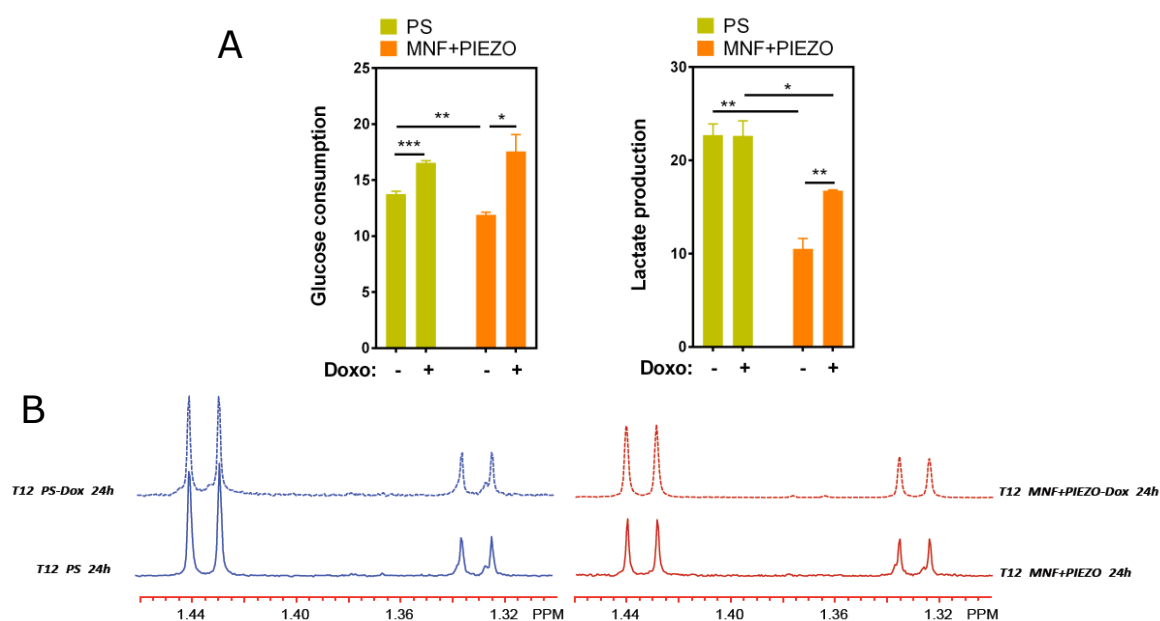 A
PS
MNF+PIEZO
Glucose consumption
25
20
15
10
5
0
***
**
*
Doxo: - + - +
PS
MNF+PIEZO
Lactate production
30
20
10
0
**
*
**
- + - +
B
T12 PS-Dox 24h
T12 PS 24h
1.44 1.40 1.36 1.32 PPM
T12 MNF+PIEZO-Dox 24h
T12 MNF+PIEZO 24h
1.44 1.40 1.36 1.32 PPM